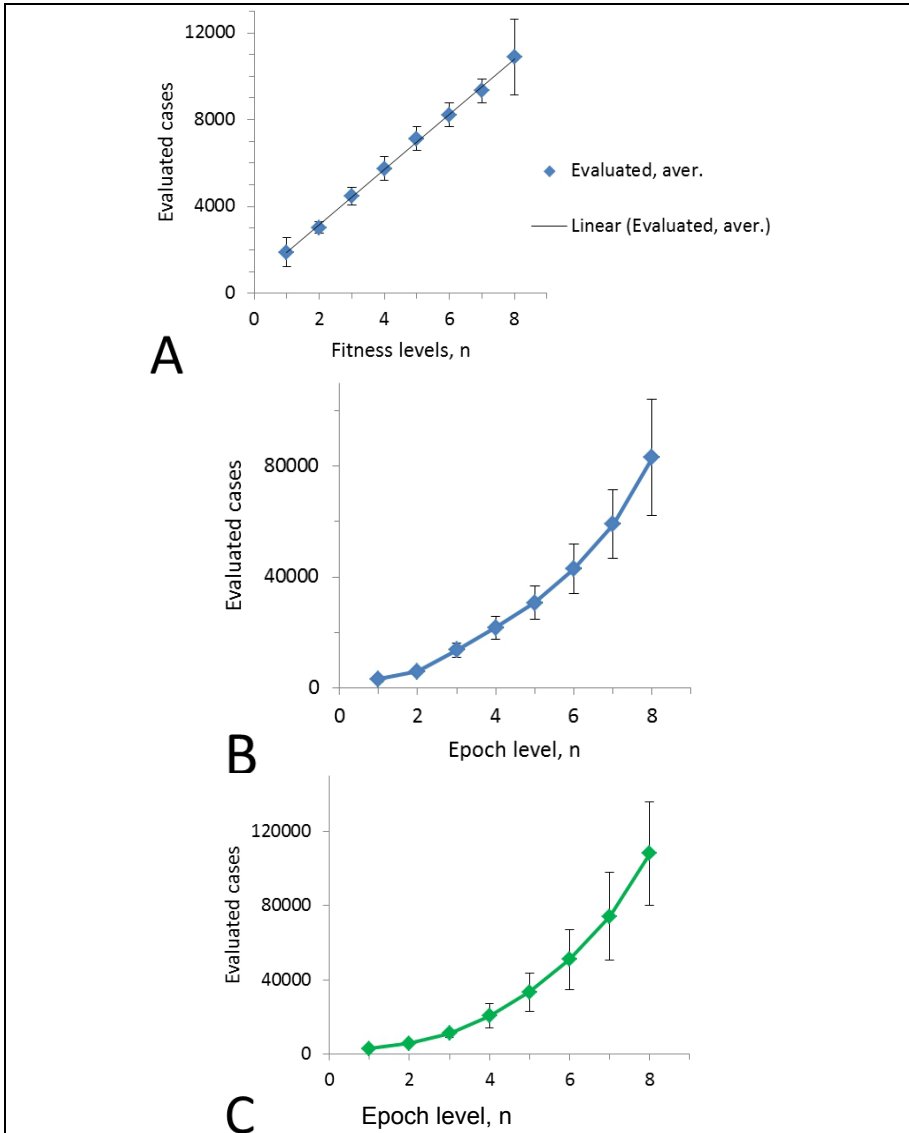 12000
8000
4000
0
Evaluated cases
0 2 4 6 8
Fitness levels, n
Evaluated, aver.
Linear (Evaluated, aver.)
A
80000
40000
0
Evaluated cases
0 2 4 6 8
Epoch level, n
B
120000
80000
40000
0
Evaluated cases
0 2 4 6 8
Epoch level, n
C